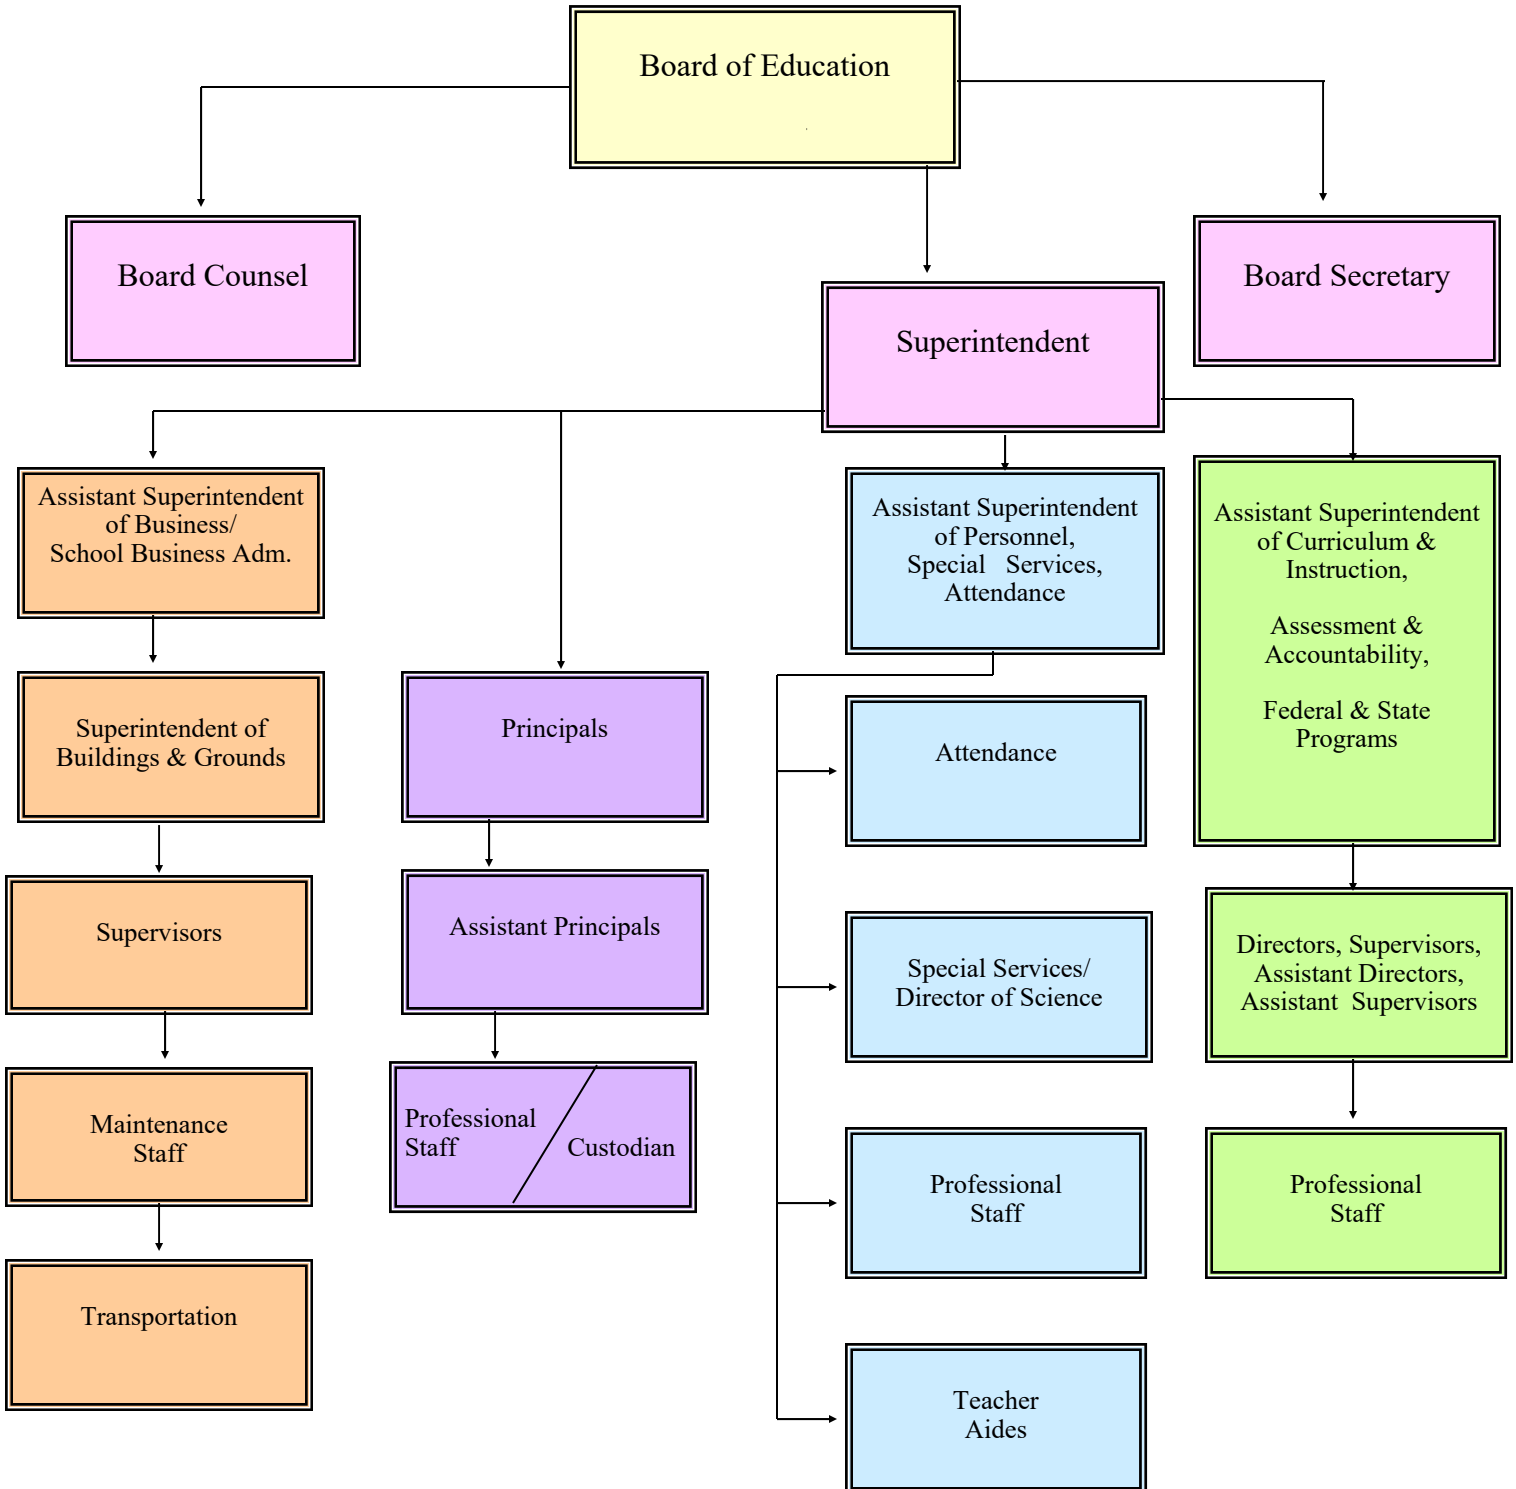 Board of Education
Board Counsel
Board Secretary
Superintendent
Assistant Superintendent
of Business/
School Business Adm.
Assistant Superintendent
of Personnel,
Special Services,
Attendance
Assistant Superintendent
of Curriculum &
Instruction,
Assessment &
Accountability,
Federal & State
Programs
Superintendent of
Buildings & Grounds
Principals
Attendance
Supervisors
Assistant Principals
Special Services/
Director of Science
Directors, Supervisors,
Assistant Directors,
Assistant Supervisors
Maintenance
Staff
Professional
Staff
Custodian
Professional
Staff
Professional
Staff
Transportation
Teacher
Aides